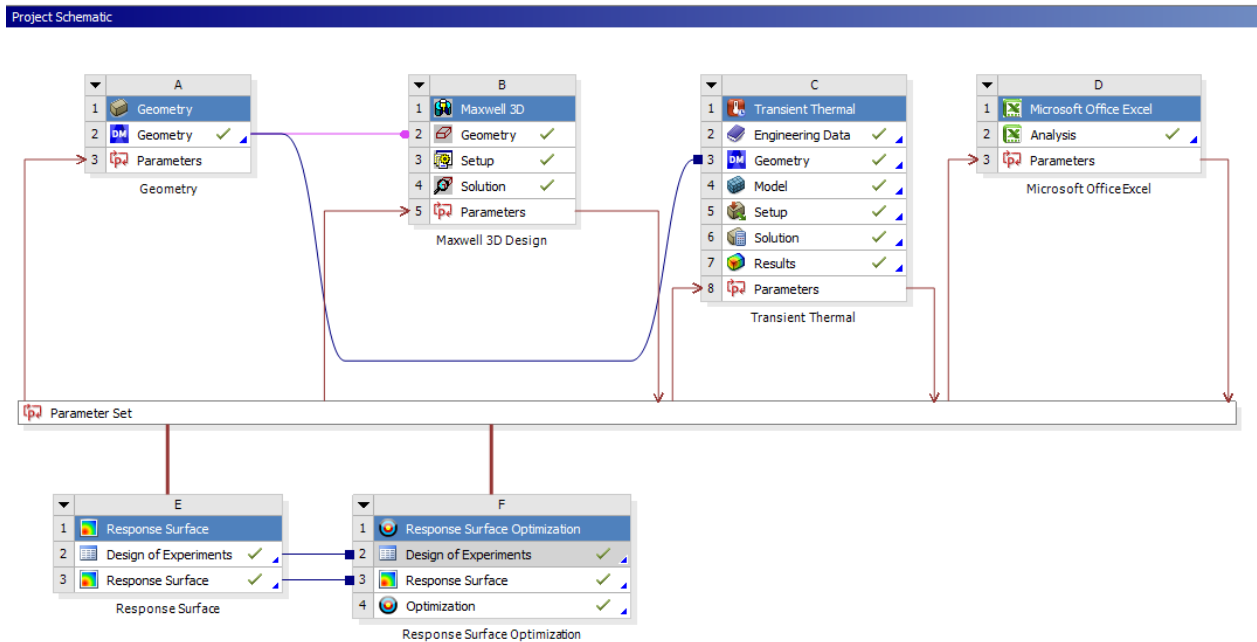 Project Schematic
A
1 Geometry
2 DM Geometry
3 Parameters
Geometry
B
1 Maxwell 3D
2 Geometry
3 Setup
4 Solution
5 Parameters
Maxwell 3D Design
C
1 Transient Thermal
2 Engineering Data
3 DM Geometry
4 Model
5 Setup
6 Solution
7 Results
8 Parameters
Transient Thermal
D
1 Microsoft Office Excel
2 Analysis
3 Parameters
Microsoft OfficeExcel
Parameter Set
E
1 Response Surface
2 Design of Experiments
3 Response Surface
Response Surface
F
1 Response Surface Optimization
2 Design of Experiments
3 Response Surface
4 Optimization
Response Surface Optimization